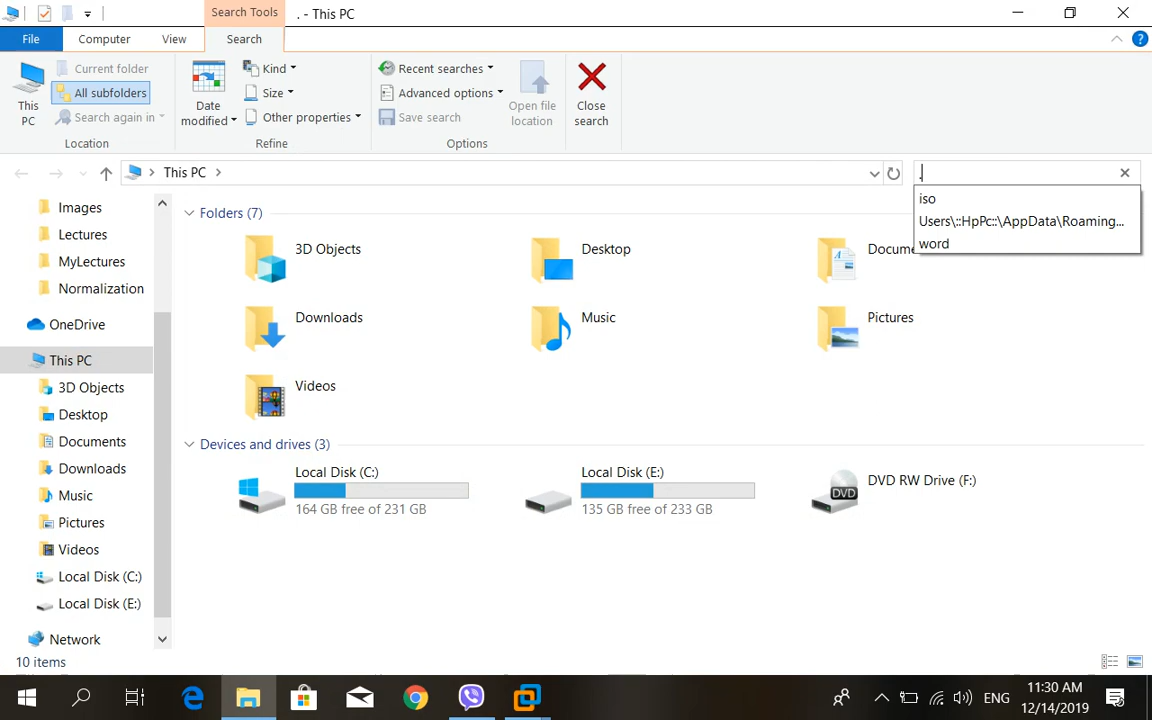 Search Tools
. - This PC
File
Computer
View
Search
?
This PC
Current folder
All subfolders
Search again in
Location
Date modified
Kind
Size
Other properties
Refine
Recent searches
Advanced options
Save search
Open file location
Options
Close search
This PC
.
iso
Users\::HpPc::\AppData\Roaming...
word
Images
Lectures
MyLectures
Normalization
OneDrive
This PC
3D Objects
Desktop
Documents
Downloads
Music
Pictures
Videos
Local Disk (C:)
Local Disk (E:)
Network
Folders (7)
3D Objects
Desktop
Downloads
Music
Pictures
Videos
Devices and drives (3)
Local Disk (C:)
164 GB free of 231 GB
Local Disk (E:)
135 GB free of 233 GB
DVD
DVD RW Drive (F:)
10 items
ENG
11:30 AM
12/14/2019